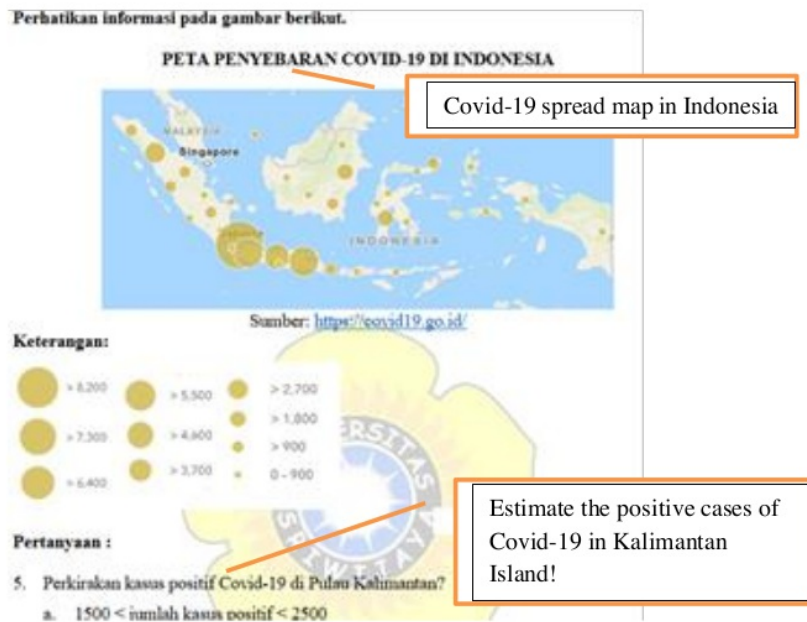 Perhatikan informasi pada gambar berikut.
PETA PENYEBARAN COVID-19 DI INDONESIA
Covid-19 spread map in Indonesia
MALAYSIA
Singapore
INDONESIA
Sumber: https://covid19.go.id/
Keterangan:
> 8,200
> 5,500
> 2,700
> 7,300
> 4,600
> 1,800
> 900
> 6,400
> 3,700
0 - 900
Estimate the positive cases of
Covid-19 in Kalimantan
Island!
Pertanyaan :
5. Perkirakan kasus positif Covid-19 di Pulau Kalimantan?
a. 1500 < jumlah kasus positif < 2500